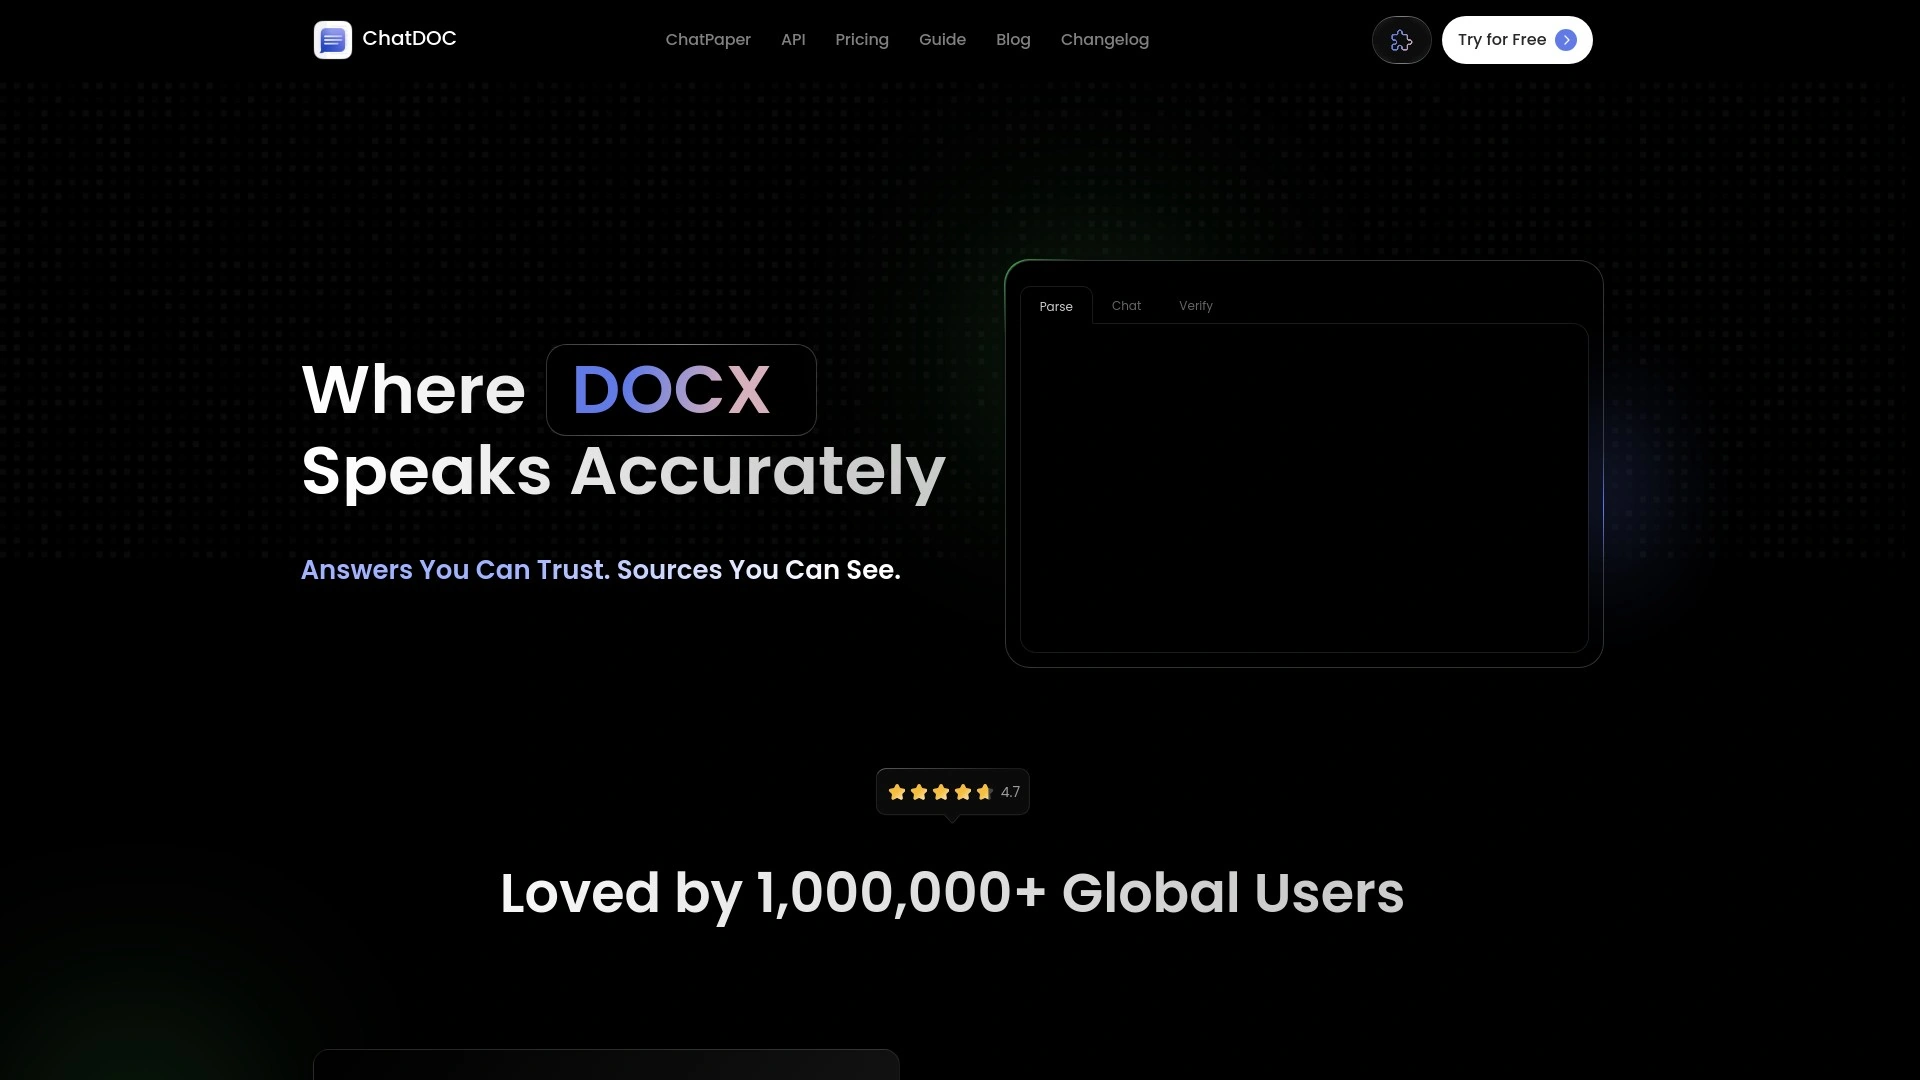 ChatDOC
ChatPaper
API
Pricing
Guide
Blog
Changelog
Try for Free
Parse
Chat
Verify
Where DOCX
Speaks Accurately
Answers You Can Trust. Sources You Can See.
4.7
Loved by 1,000,000+ Global Users